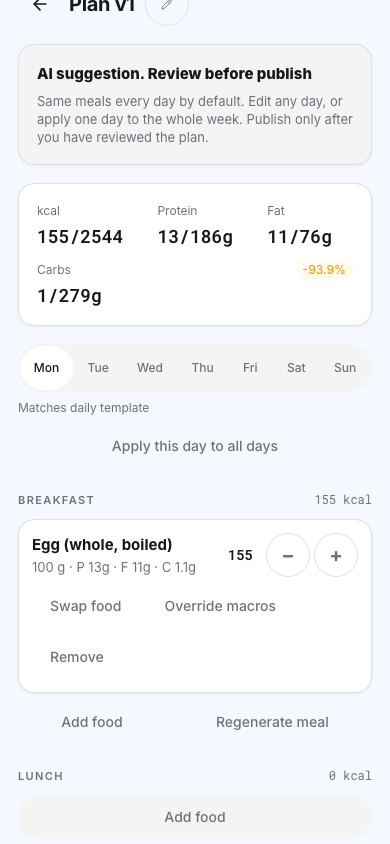 Plan v1
AI suggestion. Review before publish
Same meals every day by default. Edit any day, or
apply one day to the whole week. Publish only after
you have reviewed the plan.
kcal Protein Fat
155/2544 13/186g 11/76g
Carbs -93.9%
1/279g
Mon Tue Wed Thu Fri Sat Sun
Matches daily template
Apply this day to all days
BREAKFAST 155 kcal
Egg (whole, boiled)
100 g · P 13g · F 11g · C 1.1g
155 − +
Swap food Override macros
Remove
Add food Regenerate meal
LUNCH 0 kcal
Add food